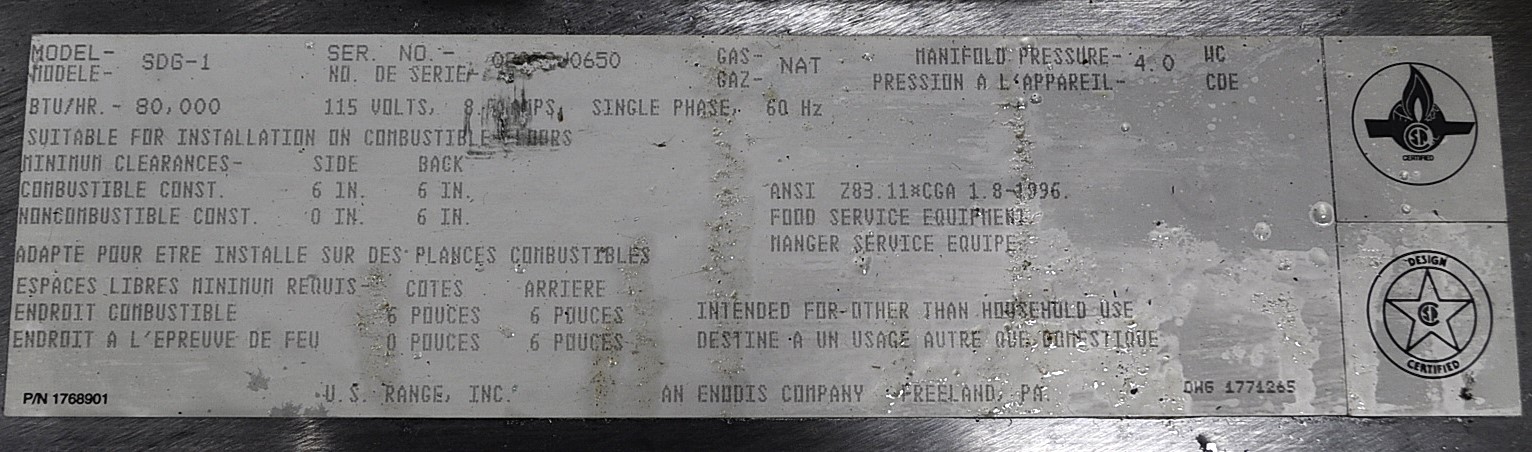 MODEL- SDG-1 SER. NO. - GAS- NAT MANIFOLD PRESSURE- 4.0 WC
MODELE- NO. DE SERIE- GAZ- PRESSION A L'APPAREIL- CDE
BTU/HR. - 80,000 115 VOLTS, SINGLE PHASE, 60 Hz
SUITABLE FOR INSTALLATION ON COMBUSTIBLE FLOORS
MINIMUM CLEARANCES- SIDE BACK
COMBUSTIBLE CONST. 6 IN. 6 IN.
NONCOMBUSTIBLE CONST. 0 IN. 6 IN.
ANSI Z83.11*CGA 1.8-1996.
FOOD SERVICE EQUIPMENT
MANGER SERVICE EQUIPE
ADAPTE POUR ETRE INSTALLE SUR DES PLANCES COMBUSTIBLES
ESPACES LIBRES MINIMUM REQUIS- COTES ARRIERE
ENDROIT COMBUSTIBLE 6 POUCES 6 POUCES
ENDROIT A L'EPREUVE DE FEU 0 POUCES 6 POUCES
INTENDED FOR OTHER THAN HOUSEHOLD USE
DESTINE A UN USAGE AUTRE QUE DOMESTIQUE
P/N 1768901 U.S. RANGE, INC. AN ENODIS COMPANY FREELAND, PA. DWG 1771265
CERTIFIED
DESIGN
CERTIFIED